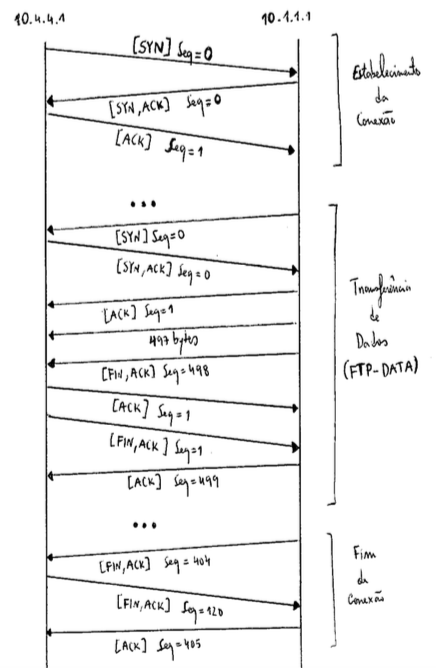 10.4.4.1 10.1.1.1
[SYN] Seq=0
[SYN,ACK] Seq=0
[ACK] Seq=1
Estabelecimento
da
Conexão
...
[SYN] Seq=0
[SYN,ACK] Seq=0
[ACK] Seq=1
497 bytes
[FIN,ACK] Seq=498
[ACK] Seq=1
[FIN,ACK] Seq=1
[ACK] Seq=499
Transferência
de
Dados
(FTP-DATA)
...
[FIN,ACK] Seq=404
[FIN,ACK] Seq=120
[ACK] Seq=405
Fim
da
Conexão